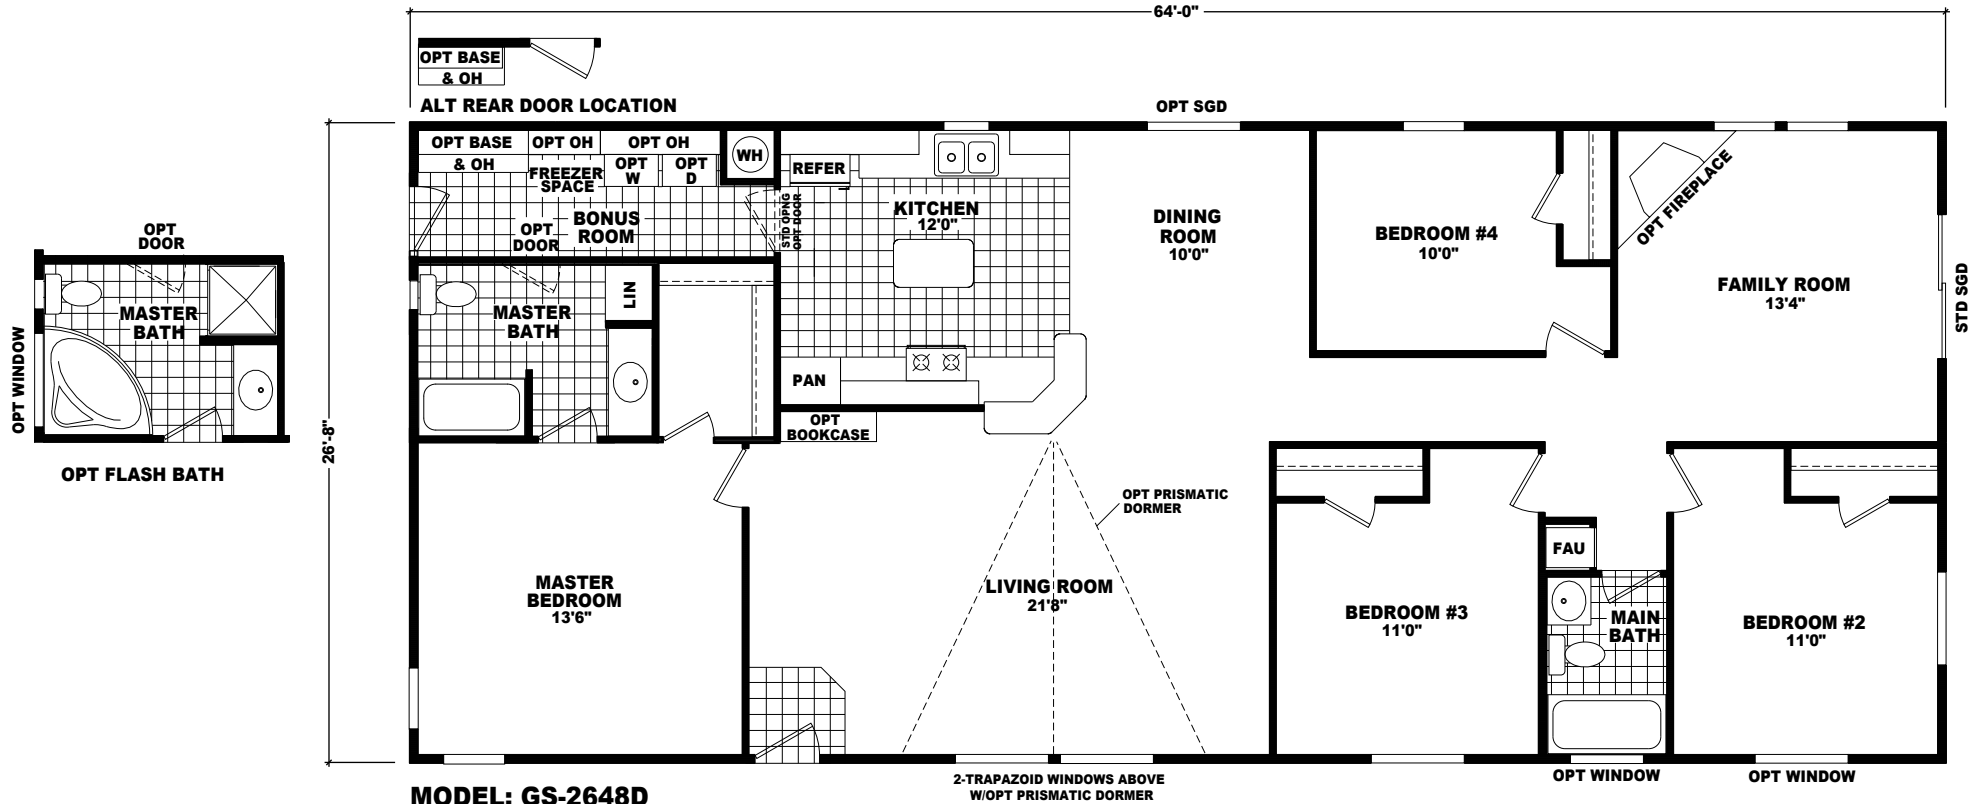 64'-0"
OPT BASE
& OH
ALT REAR DOOR LOCATION
OPT SGD
OPT BASE
& OH
OPT OH
OPT OH
FREEZER
SPACE
OPT
W
OPT
D
WH
REFER
BONUS
ROOM
OPT
DOOR
STD OPNG
OPT DOOR
KITCHEN
12'0"
DINING
ROOM
10'0"
BEDROOM #4
10'0"
OPT FIREPLACE
FAMILY ROOM
13'4"
STD SGD
OPT
DOOR
MASTER
BATH
OPT WINDOW
OPT FLASH BATH
26'-8"
MASTER
BATH
LIN
PAN
OPT
BOOKCASE
OPT PRISMATIC
DORMER
MASTER
BEDROOM
13'6"
LIVING ROOM
21'8"
BEDROOM #3
11'0"
FAU
MAIN
BATH
BEDROOM #2
11'0"
OPT WINDOW
OPT WINDOW
2-TRAPAZOID WINDOWS ABOVE
W/OPT PRISMATIC DORMER
MODEL: GS-2648D